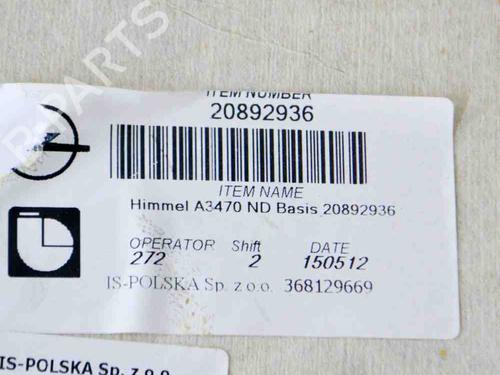 B-PARTS
ITEM NUMBER
20892936
ITEM NAME
Himmel A3470 ND Basis 20892936
OPERATOR Shift DATE
272 2 150512
IS-POLSKA Sp. z o.o. 368129669
IS-POLSKA Sp. z o.o.